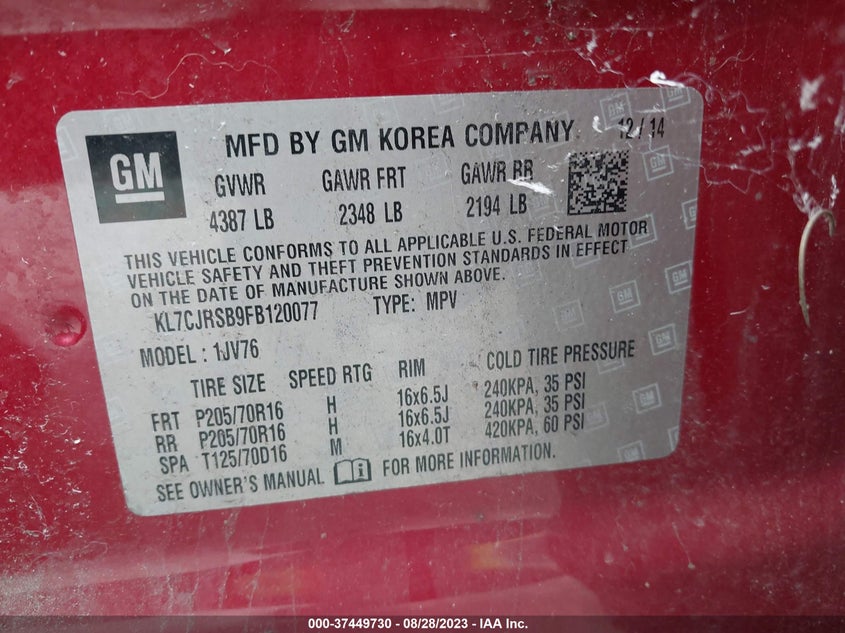 GM
MFD BY GM KOREA COMPANY 12/14
GVWR GAWR FRT GAWR RR
4387 LB 2348 LB 2194 LB
THIS VEHICLE CONFORMS TO ALL APPLICABLE U.S. FEDERAL MOTOR
VEHICLE SAFETY AND THEFT PREVENTION STANDARDS IN EFFECT
ON THE DATE OF MANUFACTURE SHOWN ABOVE.
KL7CJRSB9FB120077 TYPE: MPV
MODEL : 1JV76
TIRE SIZE SPEED RTG RIM COLD TIRE PRESSURE
FRT P205/70R16 H 16x6.5J 240KPA, 35 PSI
RR P205/70R16 H 16x6.5J 240KPA, 35 PSI
SPA T125/70D16 M 16x4.0T 420KPA, 60 PSI
SEE OWNER'S MANUAL FOR MORE INFORMATION.
000-37449730 - 08/28/2023 - IAA Inc.